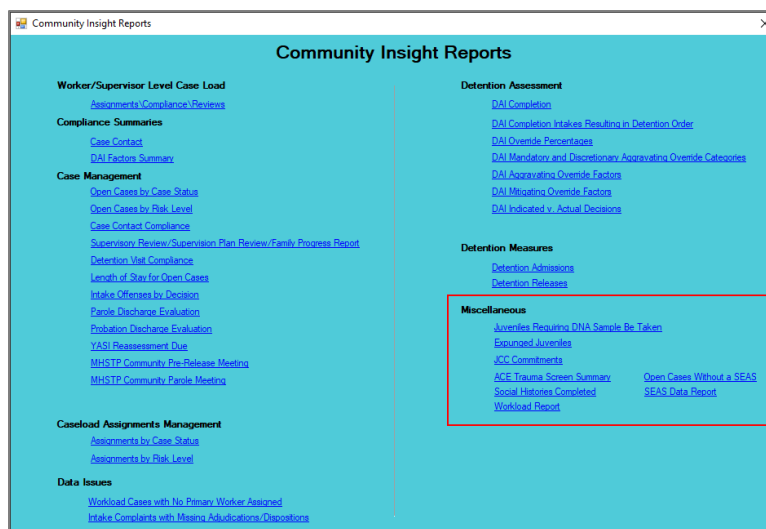 Community Insight Reports
Community Insight Reports
Worker/Supervisor Level Case Load
Assignments\Compliance\Reviews
Compliance Summaries
Case Contact
DAI Factors Summary
Case Management
Open Cases by Case Status
Open Cases by Risk Level
Case Contact Compliance
Supervisory Review/Supervision Plan Review/Family Progress Report
Detention Visit Compliance
Length of Stay for Open Cases
Intake Offenses by Decision
Parole Discharge Evaluation
Probation Discharge Evaluation
YASI Reassessment Due
MHSTP Community Pre-Release Meeting
MHSTP Community Parole Meeting
Caseload Assignments Management
Assignments by Case Status
Assignments by Risk Level
Data Issues
Workload Cases with No Primary Worker Assigned
Intake Complaints with Missing Adjudications/Dispositions
Detention Assessment
DAI Completion
DAI Completion Intakes Resulting in Detention Order
DAI Override Percentages
DAI Mandatory and Discretionary Aggravating Override Categories
DAI Aggravating Override Factors
DAI Mitigating Override Factors
DAI Indicated v. Actual Decisions
Detention Measures
Detention Admissions
Detention Releases
Miscellaneous
Juveniles Requiring DNA Sample Be Taken
Expunged Juveniles
JCC Commitments
ACE Trauma Screen Summary Open Cases Without a SEAS
Social Histories Completed SEAS Data Report
Workload Report